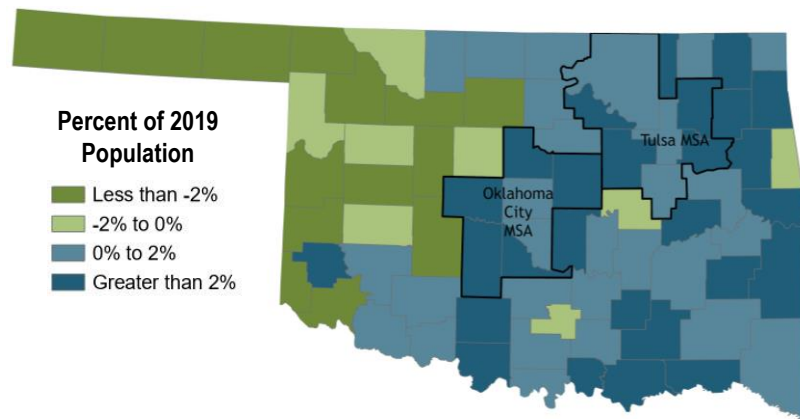 Percent of 2019
Population
Less than -2%
-2% to 0%
0% to 2%
Greater than 2%
Tulsa MSA
Oklahoma
City
MSA